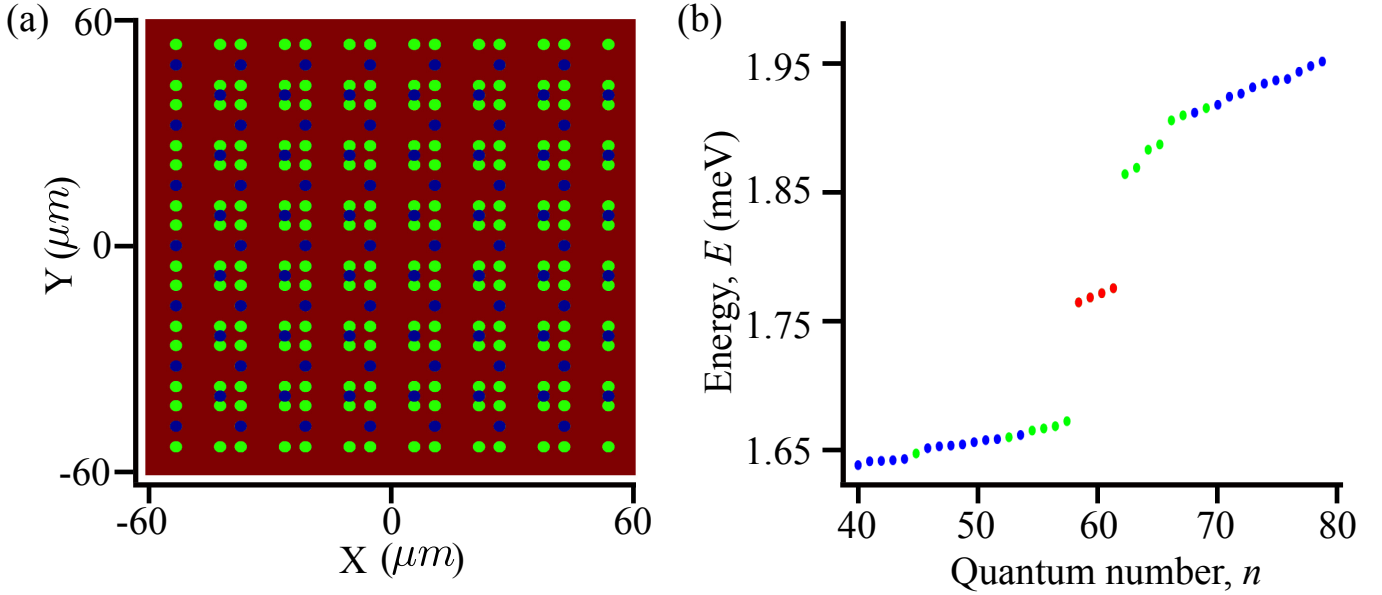 (a)
60
0
-60
Y (μm)
-60 0 60
X (μm)
(b)
1.95
1.85
1.75
1.65
Energy, E (meV)
40 50 60 70 80
Quantum number, n